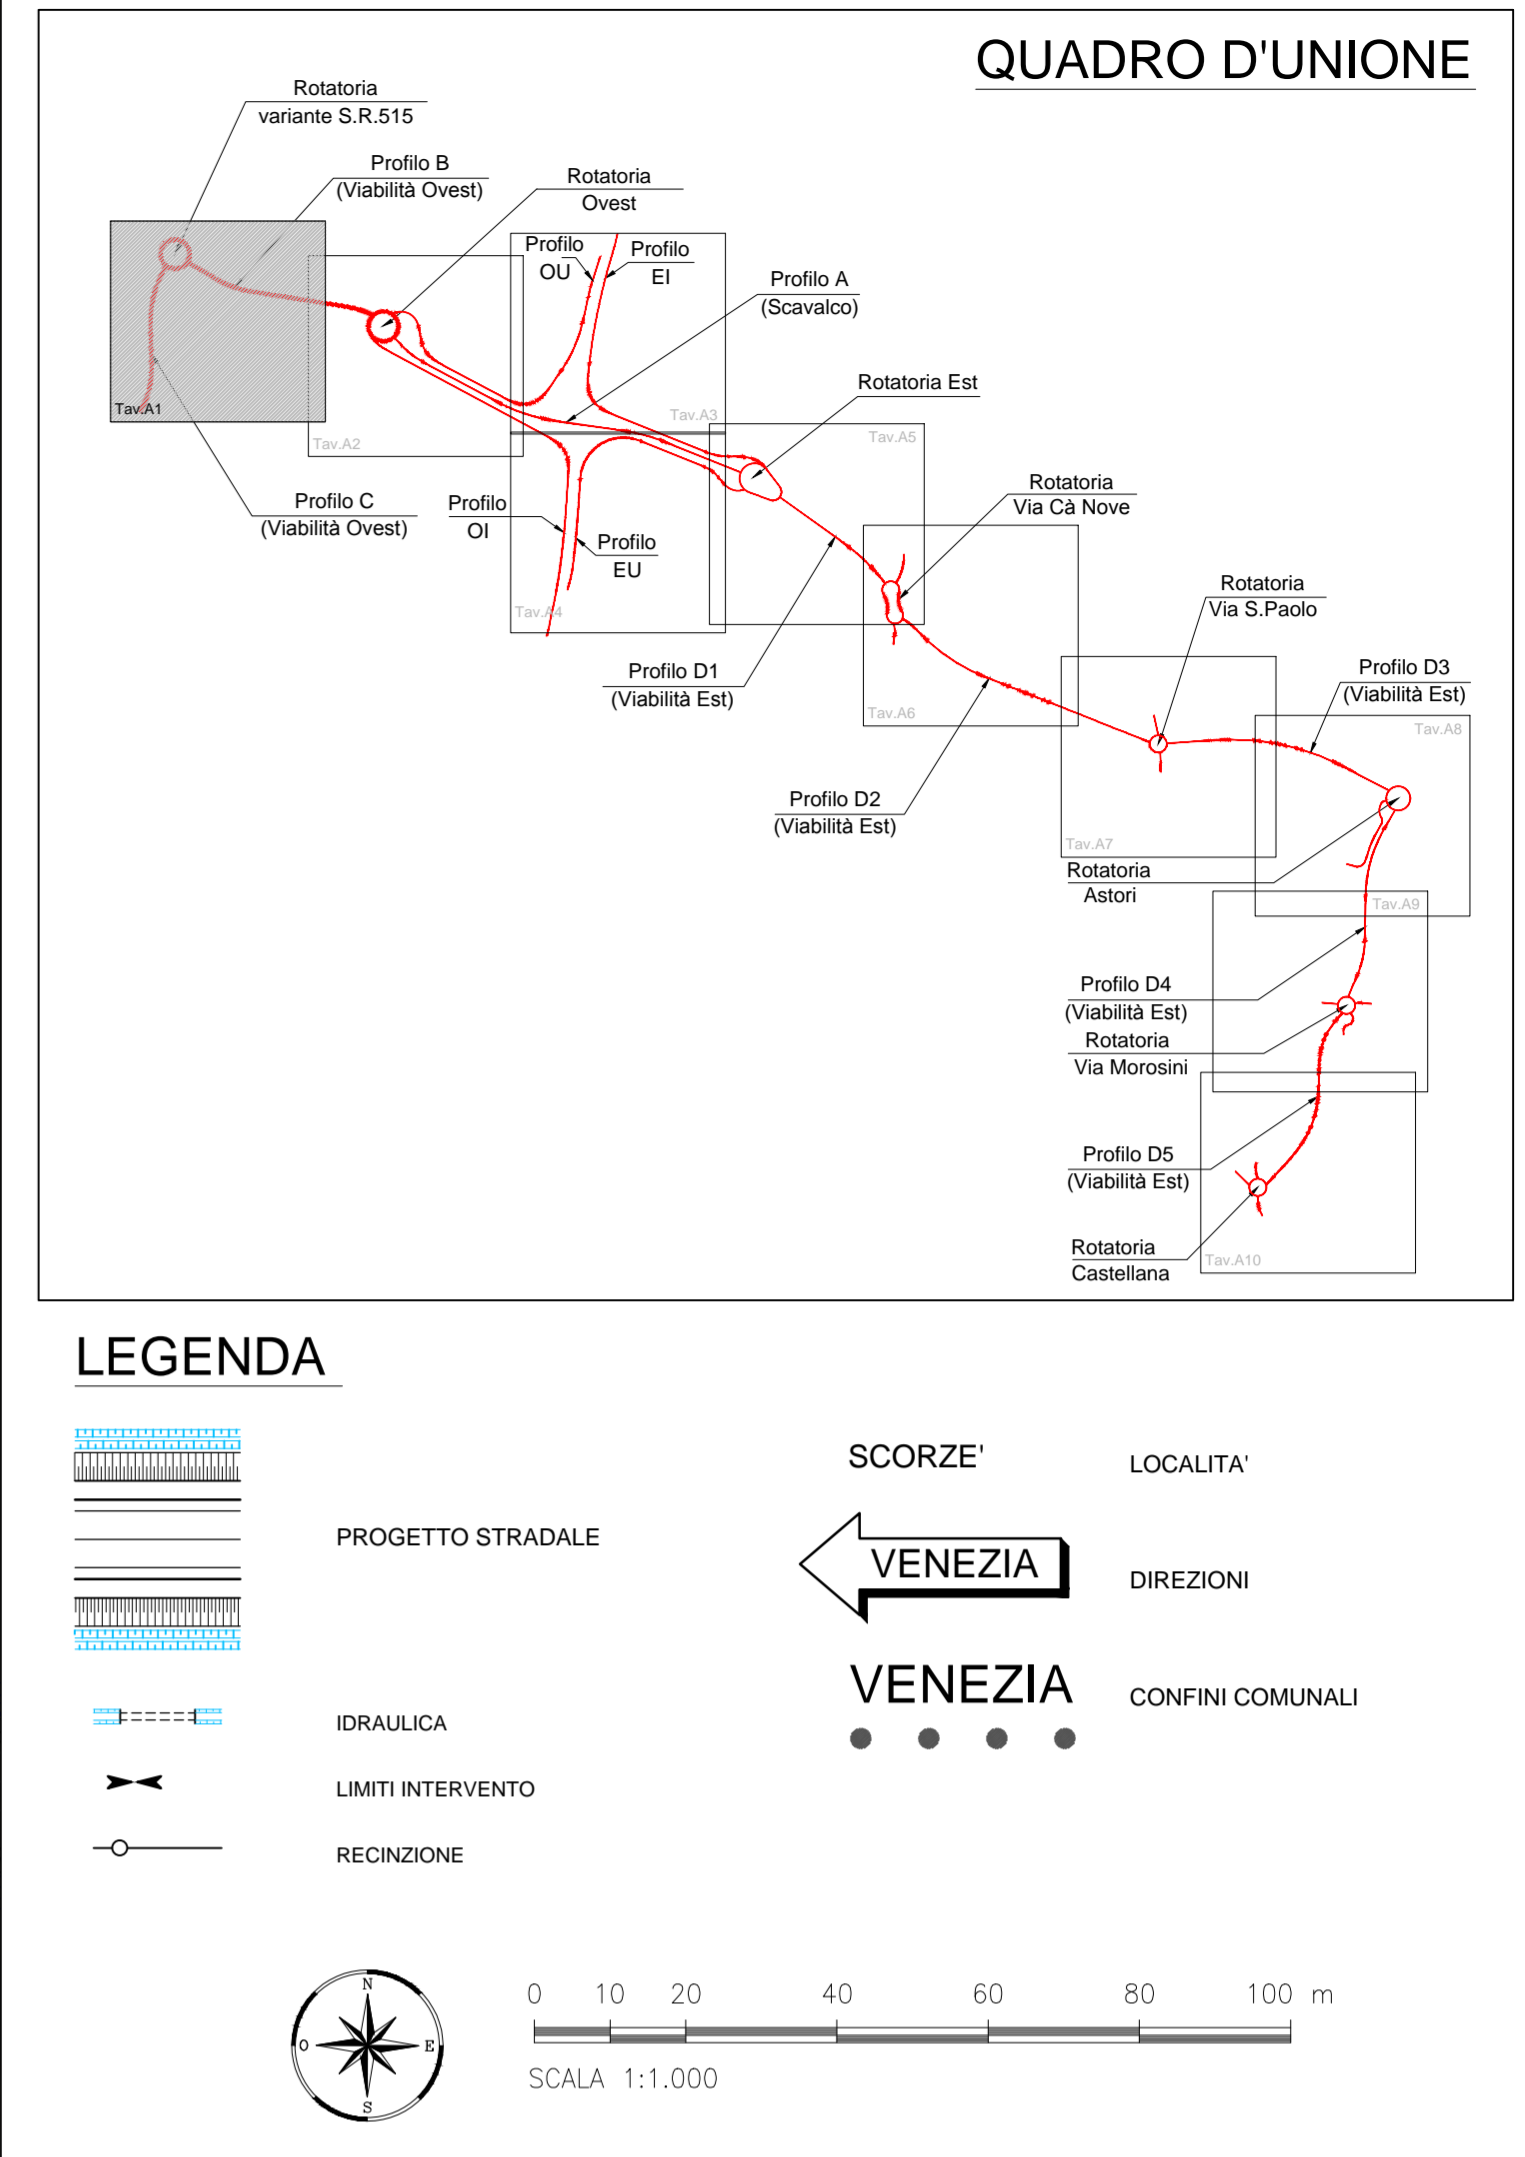 QUADRO D'UNIONE
Rotatoria
variante S.R.515
Profilo B
(Viabilità Ovest)
Rotatoria
Ovest
Profilo
OU
Profilo
EI
Profilo A
(Scavalco)
Rotatoria Est
Tav.A1
Tav.A2
Tav.A3
Tav.A5
Profilo C
(Viabilità Ovest)
Profilo
OI
Profilo
EU
Tav.A4
Rotatoria
Via Cà Nove
Rotatoria
Via S.Paolo
Profilo D1
(Viabilità Est)
Tav.A6
Profilo D3
(Viabilità Est)
Tav.A8
Profilo D2
(Viabilità Est)
Tav.A7
Rotatoria
Astori
Tav.A9
Profilo D4
(Viabilità Est)
Rotatoria
Via Morosini
Profilo D5
(Viabilità Est)
Rotatoria
Castellana
Tav.A10
LEGENDA
PROGETTO STRADALE
IDRAULICA
LIMITI INTERVENTO
RECINZIONE
SCORZE'
LOCALITA'
VENEZIA
DIREZIONI
VENEZIA
CONFINI COMUNALI
N
O
E
S
0 10 20 40 60 80 100 m
SCALA 1:1.000